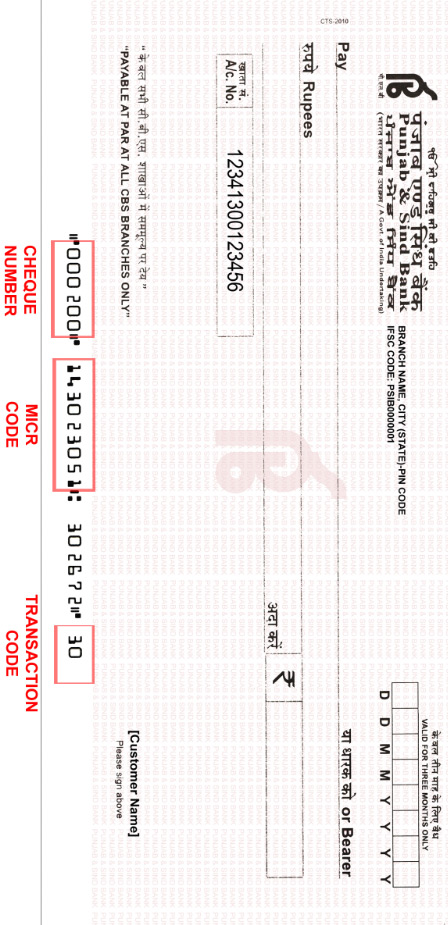 CTS-2010
पी.एस.बी
पंजाब एण्ड सिंध बैंक
Punjab & Sind Bank
ਪੰਜਾਬ ਐਂਡ ਸਿੰਧ ਬੈਂਕ
(भारत सरकार का उपक्रम / A Govt. of India Undertaking)
BRANCH NAME, CITY (STATE)-PIN CODE
IFSC CODE: PSIB0000001
केवल तीन माह के लिए वैध
VALID FOR THREE MONTHS ONLY
D D M M Y Y Y Y
Pay
या धारक को or Bearer
रुपये Rupees
अदा करें ₹
खाता सं.
A/c. No.
12341300123456
" केवल सभी सी.बी.एस. शाखाओं में सममूल्य पर देय "
"PAYABLE AT PAR AT ALL CBS BRANCHES ONLY"
[Customer Name]
Please sign above
⑈000 200⑈ 143023051⑆ 302672⑈ 30
CHEQUE NUMBER
MICR CODE
TRANSACTION CODE